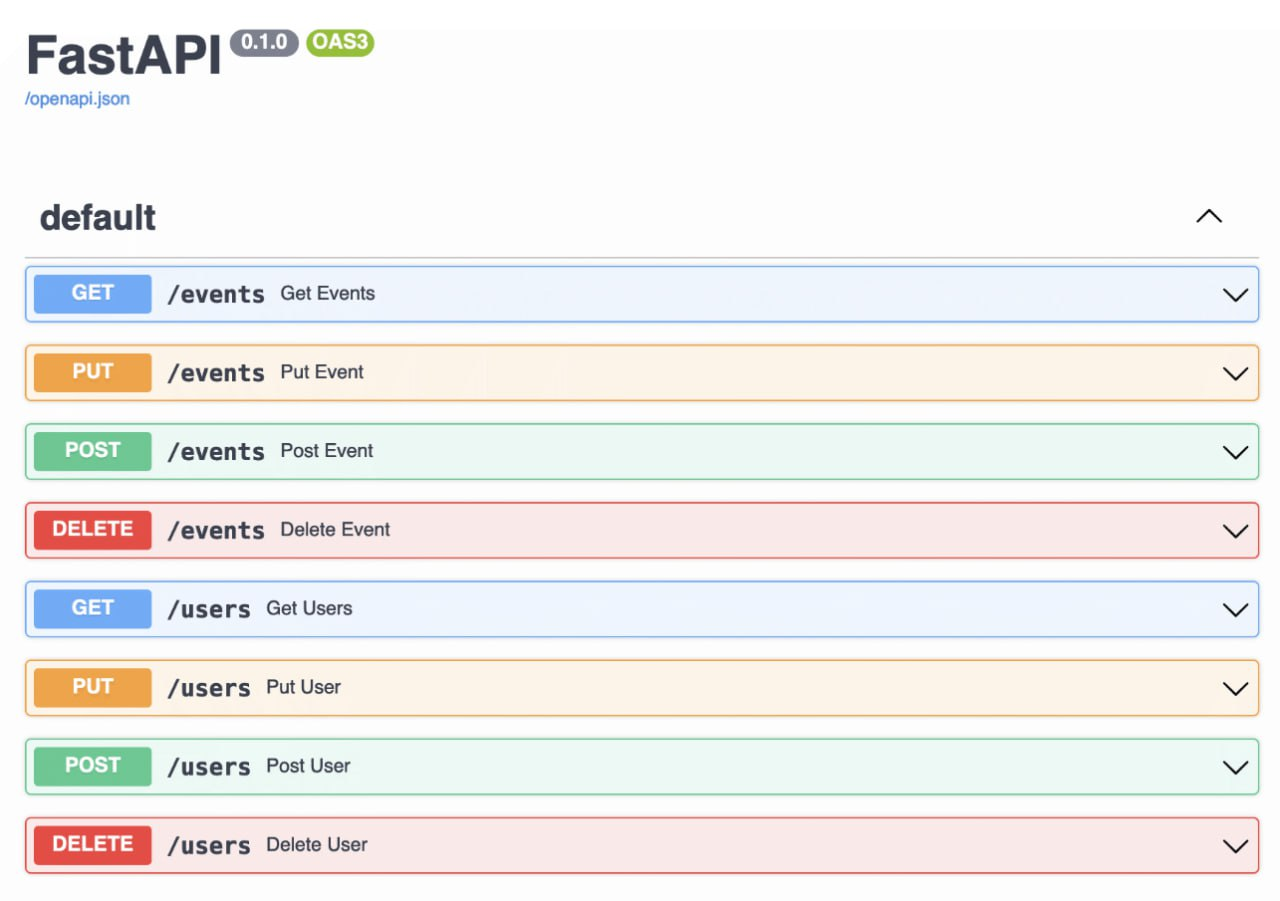 FastAPI 0.1.0 OAS3
/openapi.json
default
GET /events Get Events
PUT /events Put Event
POST /events Post Event
DELETE /events Delete Event
GET /users Get Users
PUT /users Put User
POST /users Post User
DELETE /users Delete User